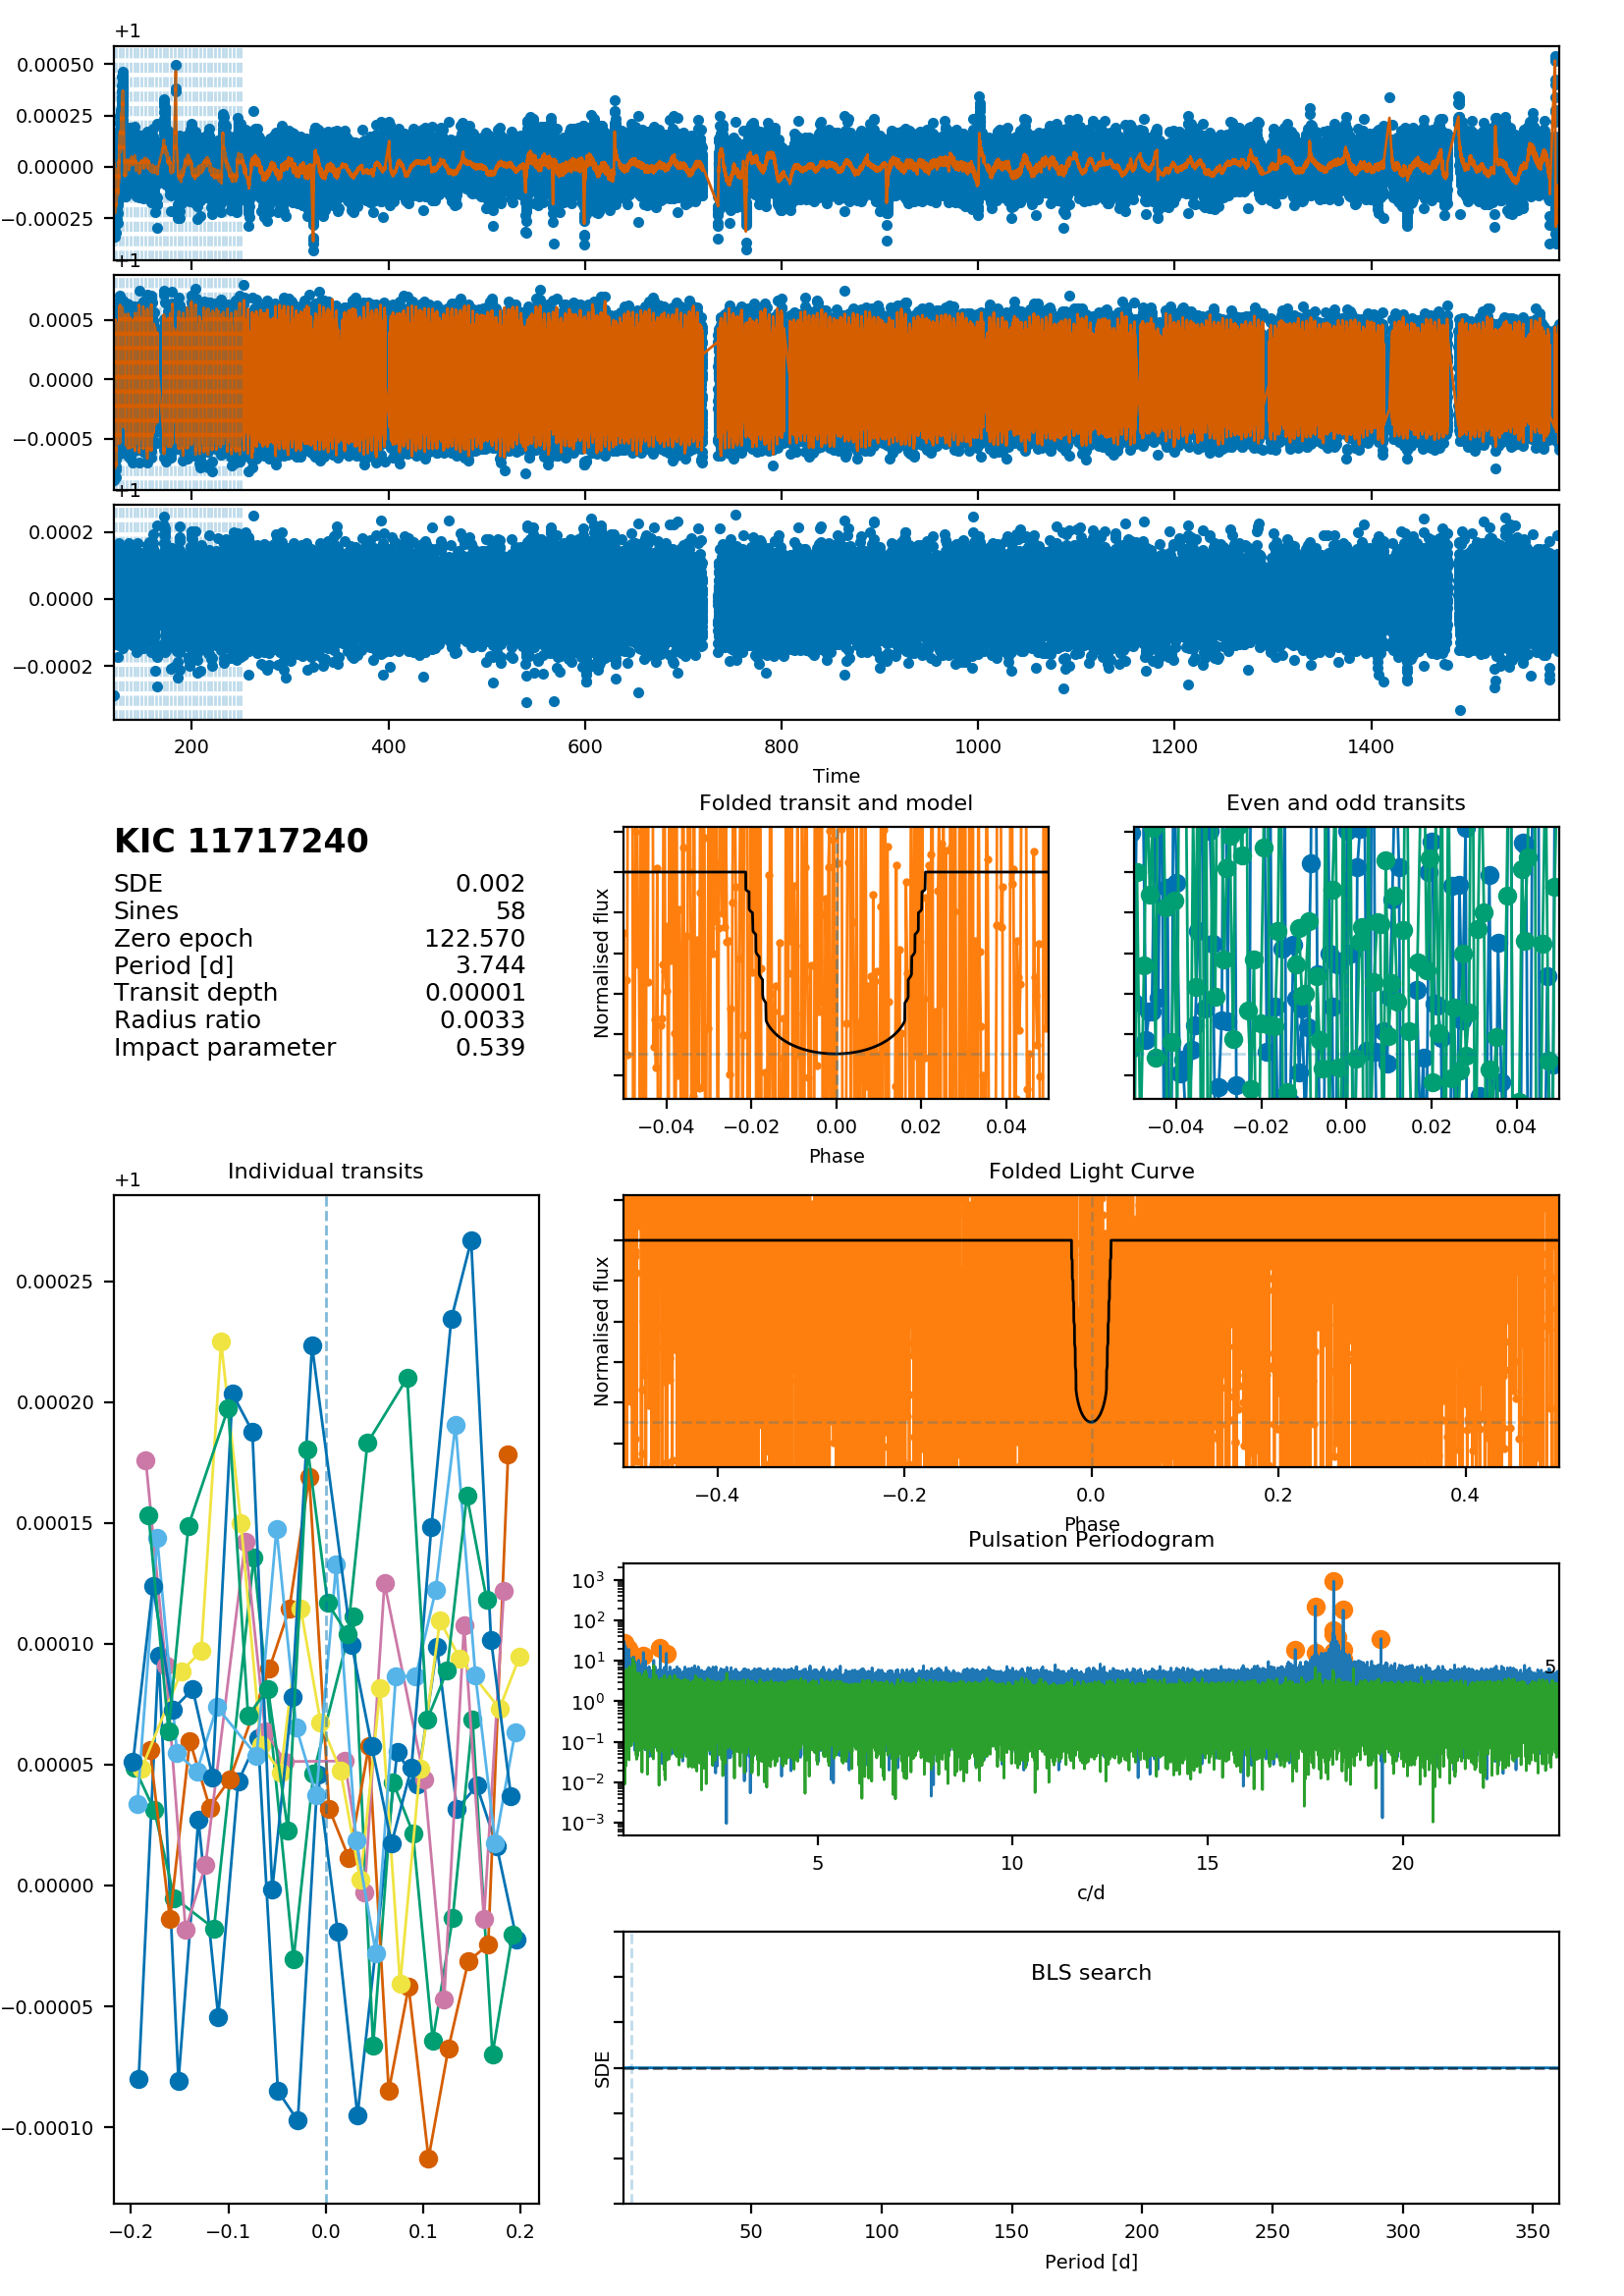 +1
0.00050
0.00025
0.00000
−0.00025
+1
0.0005
0.0000
−0.0005
+1
0.0002
0.0000
−0.0002
200 400 600 800 1000 1200 1400
Time
KIC 11717240
SDE 0.002
Sines 58
Zero epoch 122.570
Period [d] 3.744
Transit depth 0.00001
Radius ratio 0.0033
Impact parameter 0.539
Folded transit and model
Normalised flux
−0.04 −0.02 0.00 0.02 0.04
Phase
Even and odd transits
−0.04 −0.02 0.00 0.02 0.04
Individual transits
+1
0.00025
0.00020
0.00015
0.00010
0.00005
0.00000
−0.00005
−0.00010
−0.2 −0.1 0.0 0.1 0.2
Folded Light Curve
Normalised flux
−0.4 −0.2 0.0 0.2 0.4
Phase
Pulsation Periodogram
10³
10²
10¹
10⁰
10⁻¹
10⁻²
10⁻³
5
5 10 15 20
c/d
BLS search
SDE
50 100 150 200 250 300 350
Period [d]